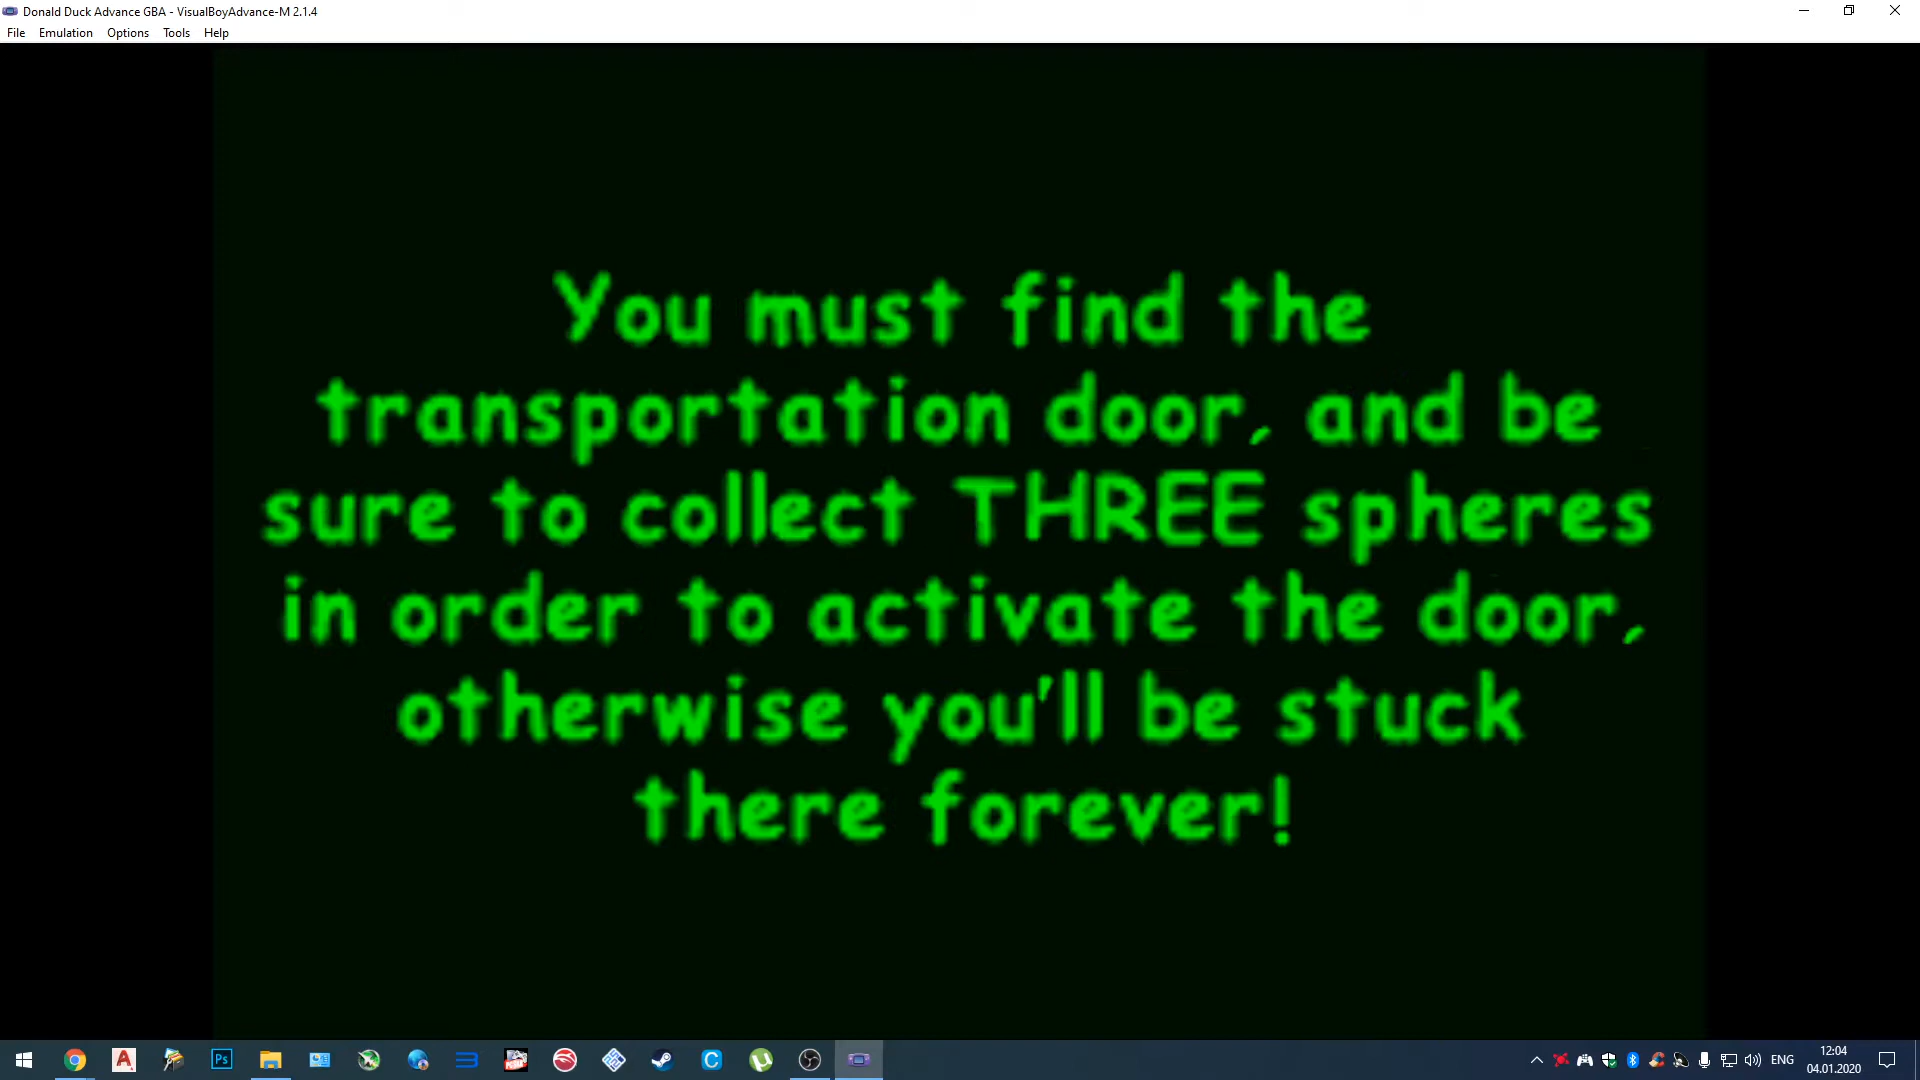 Donald Duck Advance GBA - VisualBoyAdvance-M 2.1.4
File Emulation Options Tools Help
You must find the
transportation door, and be
sure to collect THREE spheres
in order to activate the door,
otherwise you'll be stuck
there forever!
ENG
12:04
04.01.2020